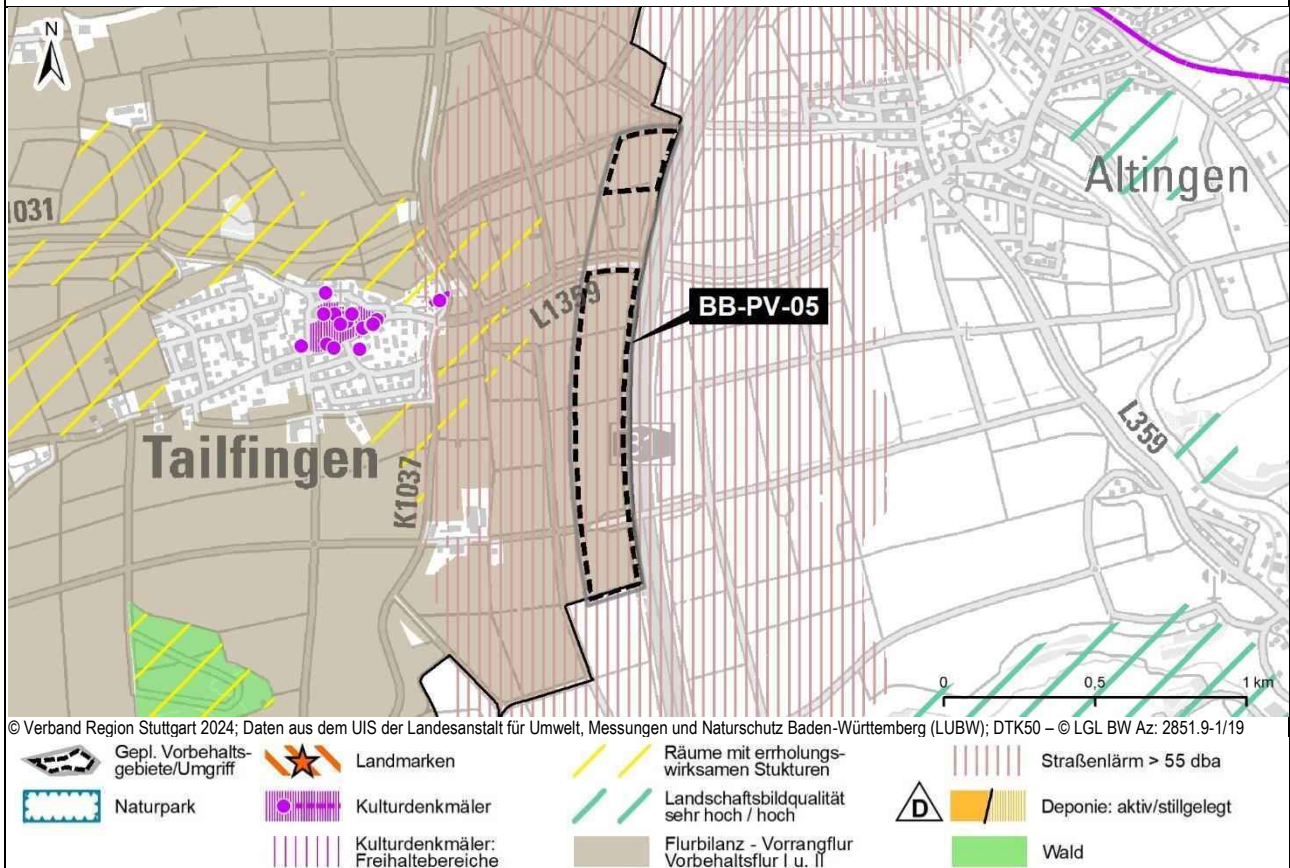 N
1031
Altingen
L1359
BB-PV-05
Tailfingen
K1037
L359
0
0,5
1 km
© Verband Region Stuttgart 2024; Daten aus dem UIS der Landesanstalt für Umwelt, Messungen und Naturschutz Baden-Württemberg (LUBW); DTK50 – © LGL BW Az: 2851.9-1/19
Gepl. Vorbehalts-
gebiete/Umgriff
Landmarken
Räume mit errholungs-
wirksamen Stukturen
Straßenlärm > 55 dba
Naturpark
Kulturdenkmäler
Landschaftsbildqualität
sehr hoch / hoch
D
Deponie: aktiv/stillgelegt
Kulturdenkmäler:
Freihaltebereiche
Flurbilanz - Vorrangflur
Vorbehaltsflur I u. II
Wald